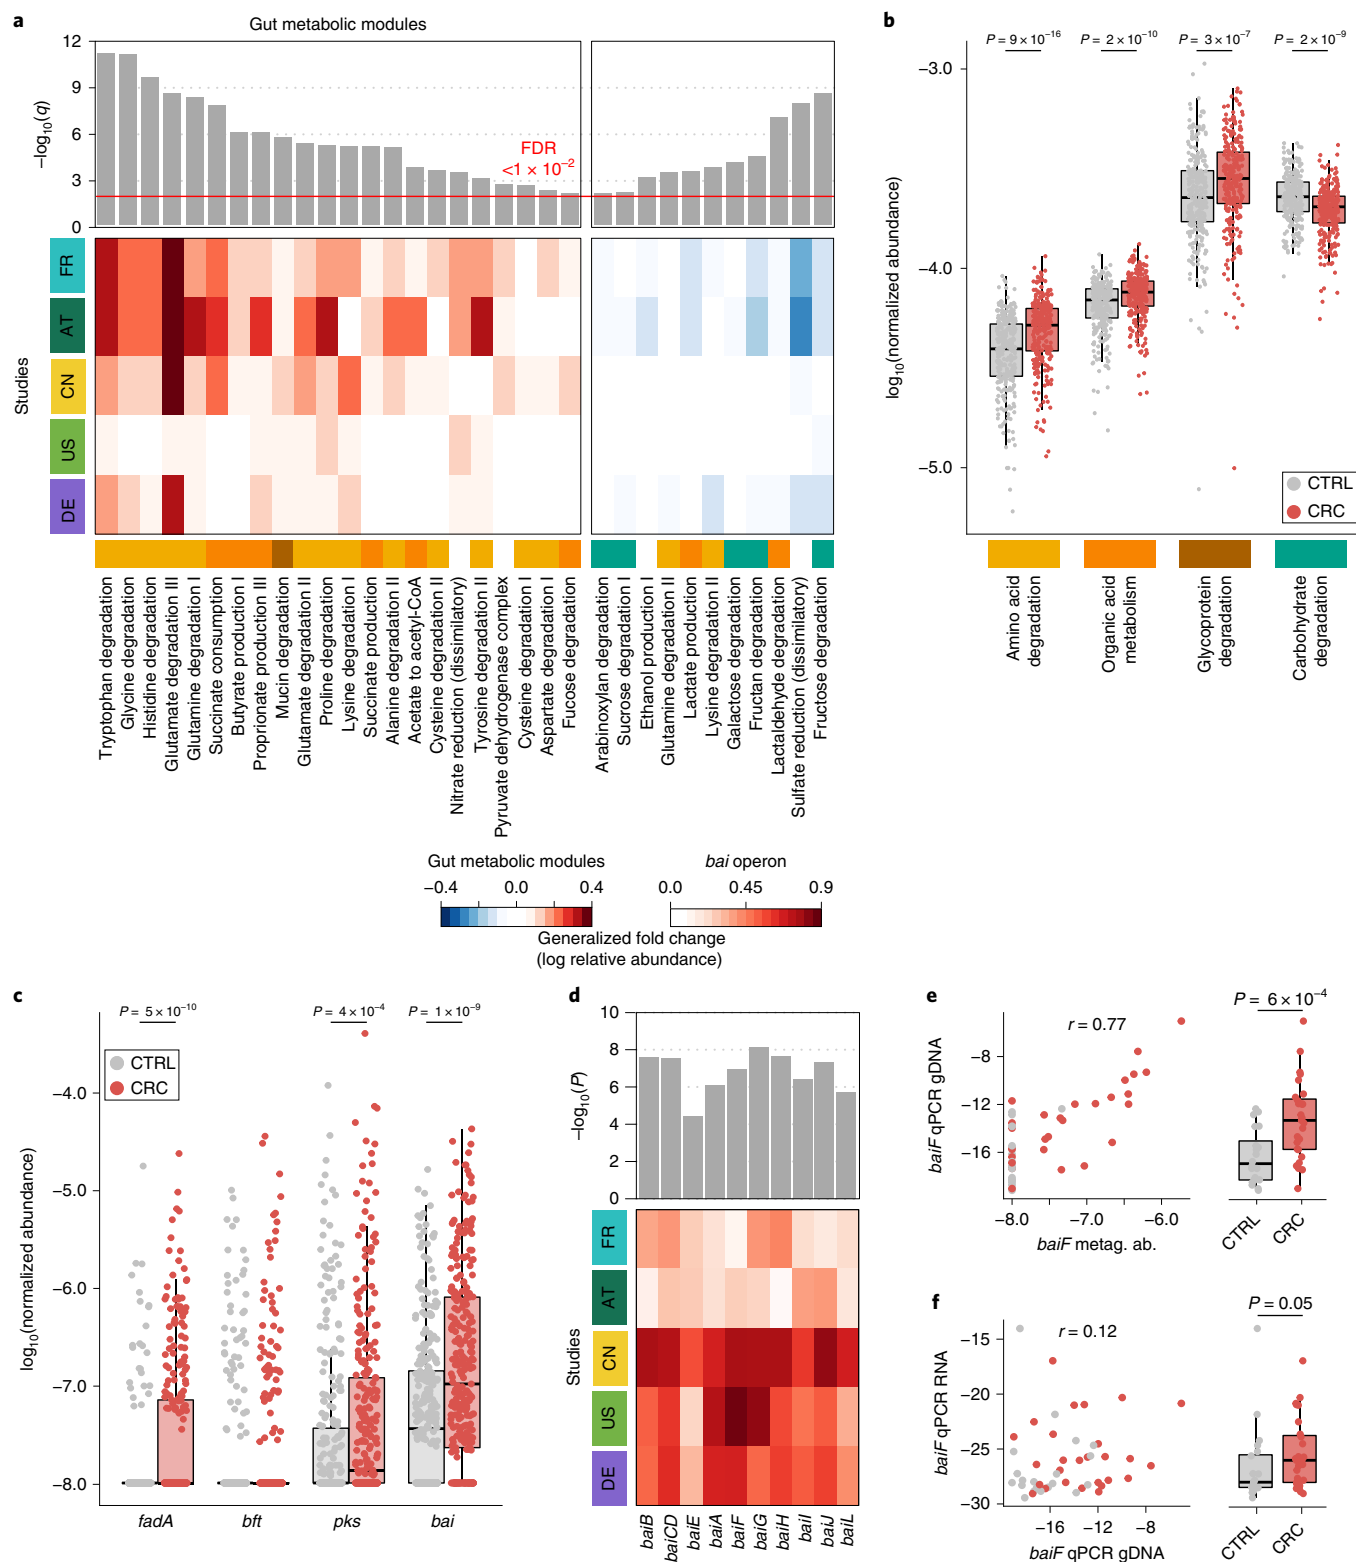 a
Gut metabolic modules
12
9
6
3
0
−log10(q)
FDR
<1 × 10−2
Studies
FR
AT
CN
US
DE
Tryptophan degradation
Glycine degradation
Histidine degradation
Glutamate degradation III
Glutamine degradation I
Succinate consumption
Butyrate production I
Proprionate production III
Mucin degradation
Glutamate degradation II
Proline degradation
Lysine degradation I
Succinate production
Alanine degradation II
Acetate to acetyl-CoA
Cysteine degradation II
Nitrate reduction (dissimilatory)
Tyrosine degradation II
Pyruvate dehydrogenase complex
Cysteine degradation I
Aspartate degradation I
Fucose degradation
Arabinoxylan degradation
Sucrose degradation I
Ethanol production I
Glutamine degradation II
Lactate production
Lysine degradation II
Galactose degradation
Fructan degradation
Lactaldehyde degradation
Sulfate reduction (dissimilatory)
Fructose degradation
b
P = 9 × 10−16
P = 2 × 10−10
P = 3 × 10−7
P = 2 × 10−9
−3.0
−4.0
−5.0
log10(normalized abundance)
CTRL
CRC
Amino acid
degradation
Organic acid
metabolism
Glycoprotein
degradation
Carbohydrate
degradation
Gut metabolic modules
−0.4 0.0 0.4
bai operon
0.0 0.45 0.9
Generalized fold change
(log relative abundance)
c
P = 5 × 10−10
P = 4 × 10−4
P = 1 × 10−9
CTRL
CRC
−4.0
−5.0
−6.0
−7.0
−8.0
log10(normalized abundance)
fadA
bft
pks
bai
d
10
8
6
4
2
0
−log10(P)
Studies
FR
AT
CN
US
DE
baiB
baiCD
baiE
baiA
baiF
baiG
baiH
baiI
baiJ
baiL
e
r = 0.77
P = 6 × 10−4
−8
−12
−16
baiF qPCR gDNA
−8.0 −7.0 −6.0
baiF metag. ab.
CTRL
CRC
f
r = 0.12
P = 0.05
−15
−20
−25
−30
baiF qPCR RNA
−16 −12 −8
baiF qPCR gDNA
CTRL
CRC